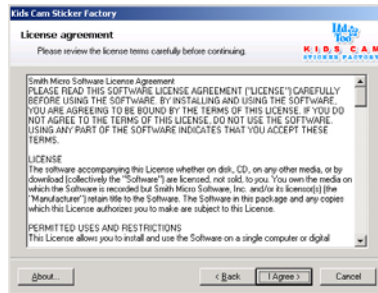 Kids Cam Sticker Factory
License agreement
Please review the license terms carefully before continuing.
KIDS CAM
STICKER FACTORY
Smith Micro Software License Agreement
PLEASE READ THIS SOFTWARE LICENSE AGREEMENT ("LICENSE") CAREFULLY
BEFORE USING THE SOFTWARE. BY INSTALLING AND USING THE SOFTWARE,
YOU ARE AGREEING TO BE BOUND BY THE TERMS OF THIS LICENSE. IF YOU DO
NOT AGREE TO THE TERMS OF THIS LICENSE, DO NOT USE THE SOFTWARE.
USING ANY PART OF THE SOFTWARE INDICATES THAT YOU ACCEPT THESE
TERMS.
LICENSE
The software accompanying this License whether on disk, CD, on any other media, or by
download (collectively the "Software") are licensed, not sold, to you. You own the media on
which the Software is recorded but Smith Micro Software, Inc. and/or its licensor(s) (the
"Manufacturer") retain title to the Software. The Software in this package and any copies
which this License authorizes you to make are subject to this License.
PERMITTED USES AND RESTRICTIONS
This License allows you to install and use the Software on a single computer or digital
About...
< Back
I Agree >
Cancel